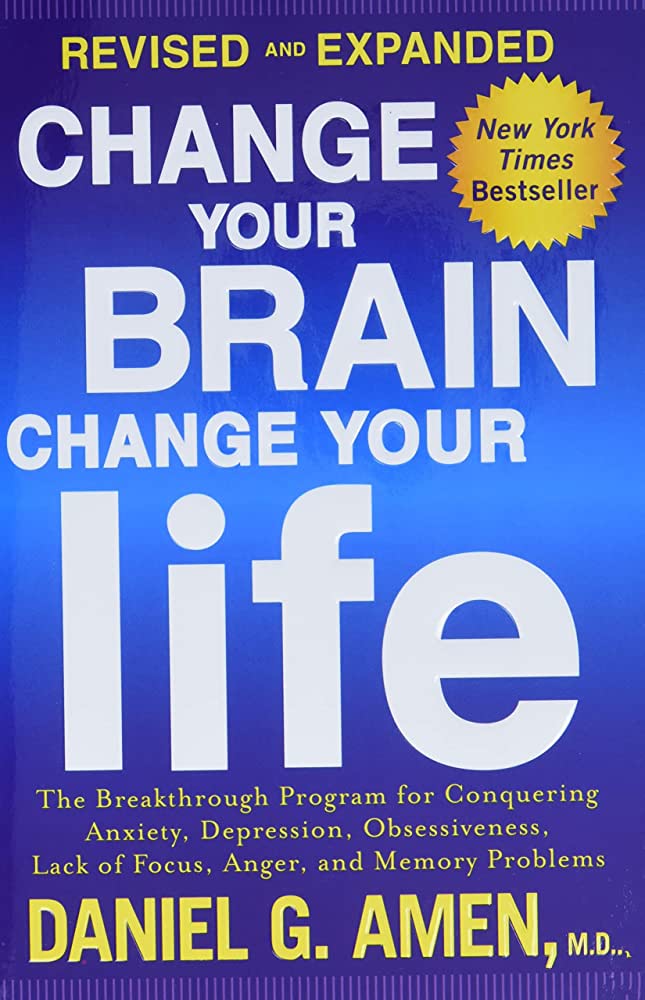 REVISED AND EXPANDED
CHANGE
YOUR
BRAIN
CHANGE YOUR
life
New York
Times
Bestseller
The Breakthrough Program for Conquering
Anxiety, Depression, Obsessiveness,
Lack of Focus, Anger, and Memory Problems
DANIEL G. AMEN, M.D..,